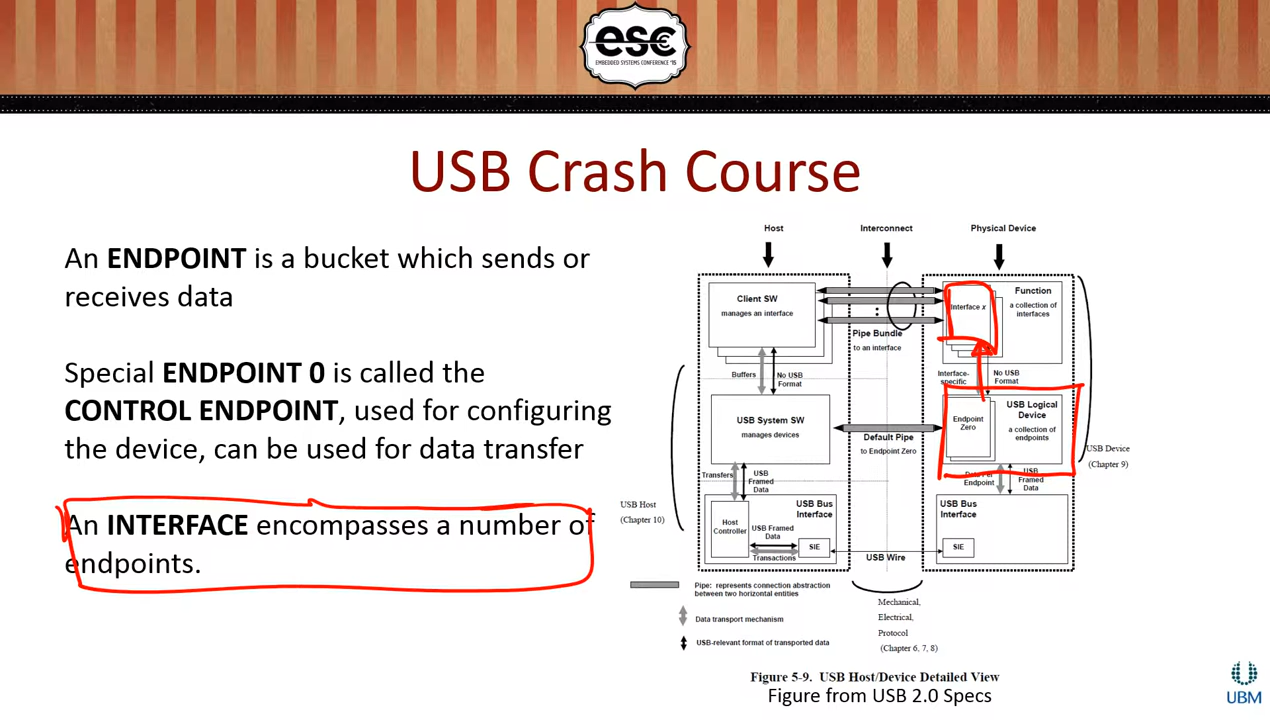 esc
EMBEDDED SYSTEMS CONFERENCE '15
USB Crash Course
An ENDPOINT is a bucket which sends or
receives data
Special ENDPOINT 0 is called the
CONTROL ENDPOINT, used for configuring
the device, can be used for data transfer
An INTERFACE encompasses a number of
endpoints.
Host
Interconnect
Physical Device
Client SW
manages an interface
Pipe Bundle
to an interface
Interface x
Function
a collection of
interfaces
Buffers
No USB
Format
Interface-
specific
No USB
Format
USB System SW
manages devices
Default Pipe
to Endpoint Zero
Endpoint
Zero
USB Logical
Device
a collection of
endpoints
USB Device
(Chapter 9)
Transfers
USB
Framed
Data
Data Per
Endpoint
USB
Framed
Data
USB Host
(Chapter 10)
Host
Controller
USB Bus
Interface
USB Framed
Data
Transactions
SIE
USB Wire
USB Bus
Interface
SIE
Pipe: represents connection abstraction
between two horizontal entities
Data transport mechanism
USB-relevant format of transported data
Mechanical,
Electrical,
Protocol
(Chapter 6, 7, 8)
Figure 5-9. USB Host/Device Detailed View
Figure from USB 2.0 Specs
UBM